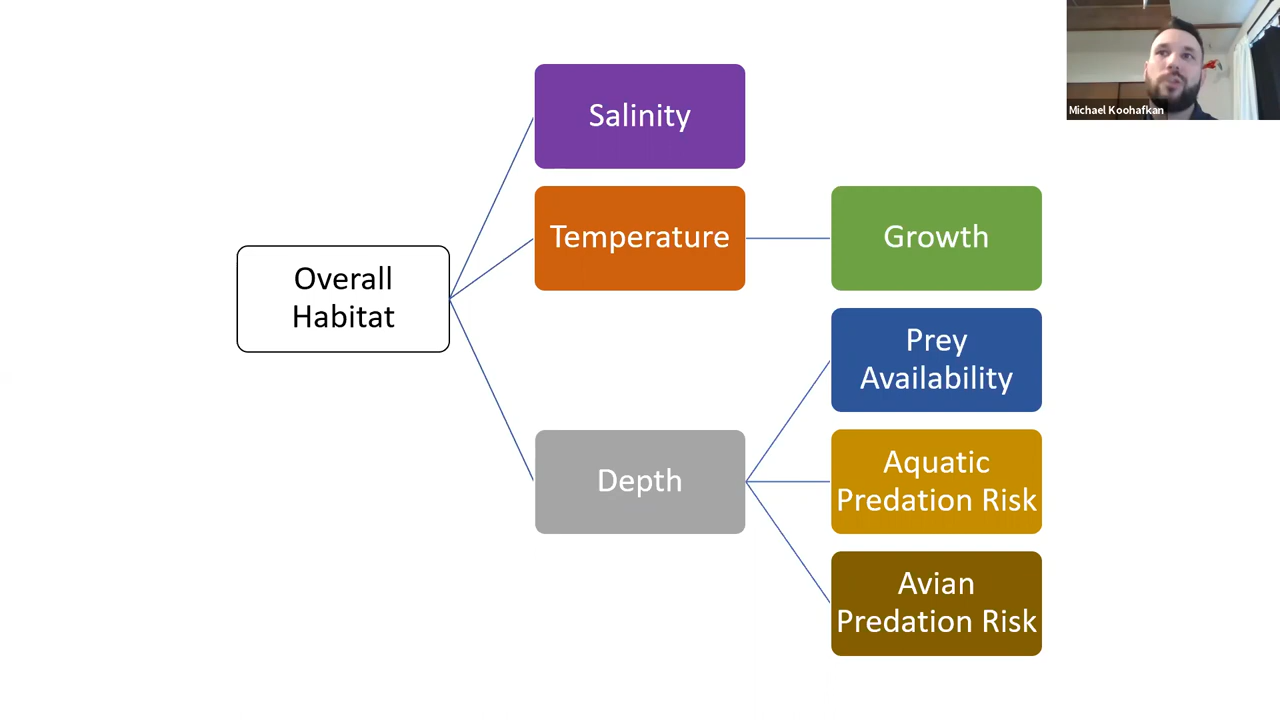 Salinity
Michael Koohafkan
Temperature
Growth
Overall
Habitat
Prey
Availability
Depth
Aquatic
Predation Risk
Avian
Predation Risk